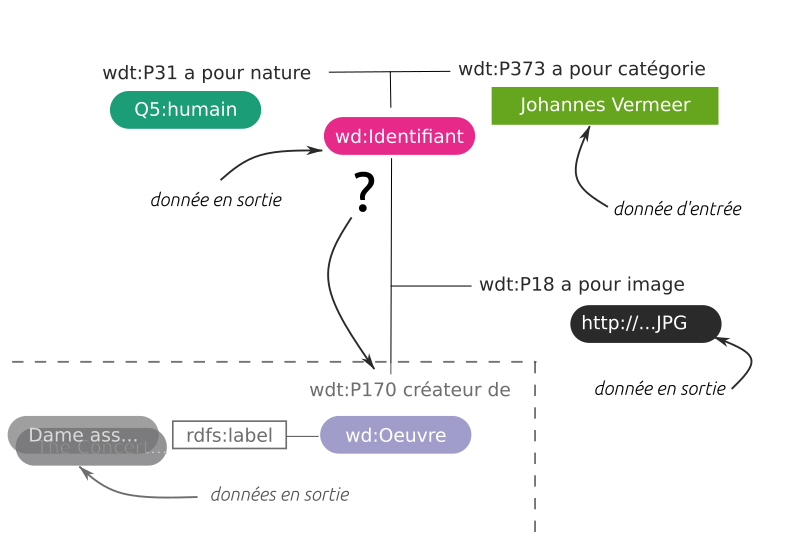 wdt:P31 a pour nature
wdt:P373 a pour catégorie
Q5:humain
Johannes Vermeer
wd:Identifiant
donnée en sortie
?
donnée d'entrée
wdt:P18 a pour image
http://...JPG
donnée en sortie
wdt:P170 créateur de
Dame ass...
The Concert...
rdfs:label
wd:Oeuvre
données en sortie